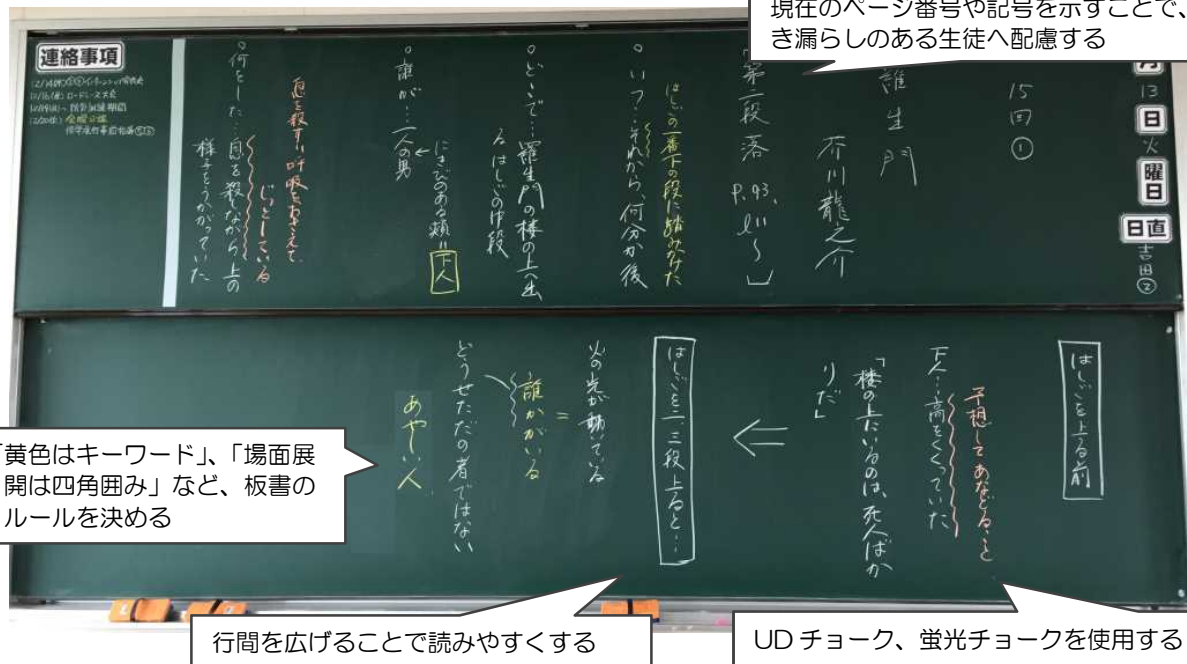 現在のページ番号や記号を示すことで、
き漏らしのある生徒へ配慮する
月
13
日
火
曜日
日直
吉田②
15回①
羅生門
芥川龍之介
第二段落 P.93, l11〜」
はしごの一番下の段に踏みかけた
○いつ…それから、何分か後
○どこで…羅生門の楼の上へ出
るはしごの中段
にきびのある頬=下人
○誰が…一人の男
息を殺す=呼吸をおさえて、
じっとしている
○何をした…息を殺しながら上の
様子をうかがっていた
連絡事項
はしごを上る前
予想してあなどること
下人…高をくくっていた
「楼の上にいるのは、死人ばか
りだ」
はしごを二、三段上ると…
火の先が動いている
=
誰かがいる
どうせただの者ではない
あやしい人
「黄色はキーワード」、「場面展
開は四角囲み」など、板書の
ルールを決める
行間を広げることで読みやすくする
UDチョーク、蛍光チョークを使用する